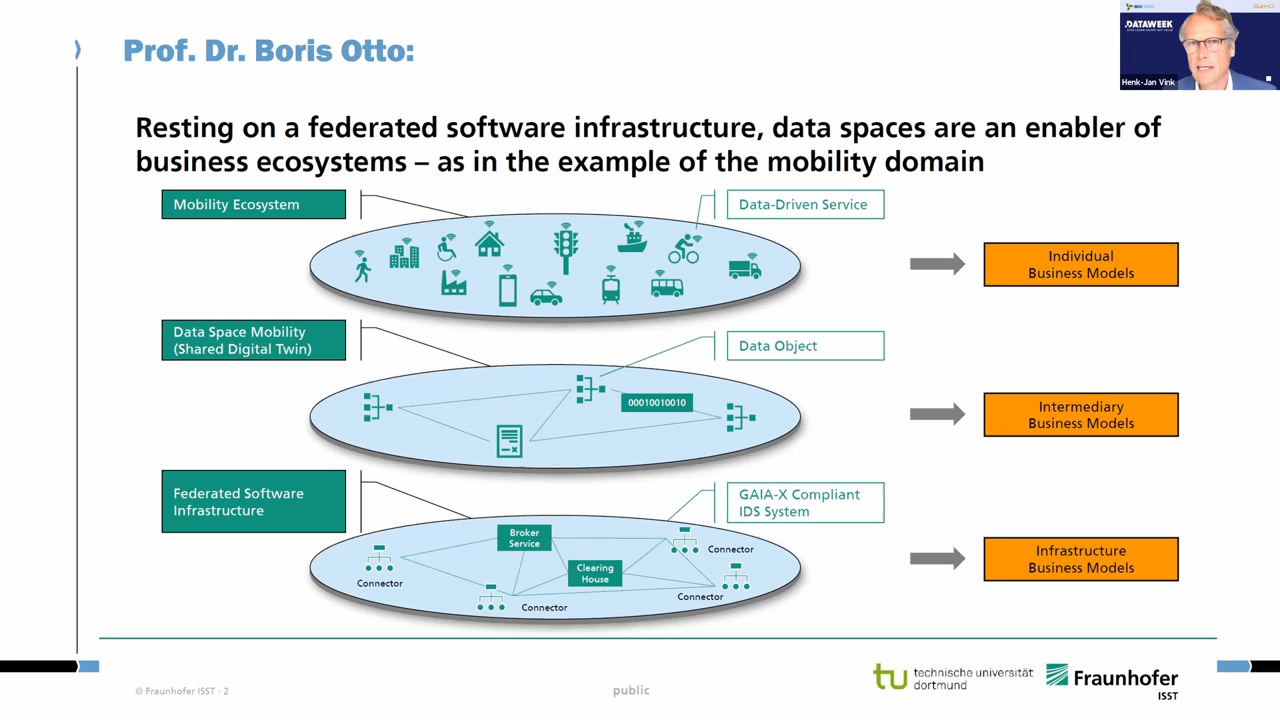 Prof. Dr. Boris Otto:
DATAWEEK
Henk-Jan Vink
Resting on a federated software infrastructure, data spaces are an enabler of
business ecosystems – as in the example of the mobility domain
Mobility Ecosystem
Data-Driven Service
Individual
Business Models
Data Space Mobility
(Shared Digital Twin)
Data Object
00010010010
Intermediary
Business Models
Federated Software
Infrastructure
GAIA-X Compliant
IDS System
Broker
Service
Connector
Clearing
House
Connector
Connector
Connector
Infrastructure
Business Models
© Fraunhofer ISST · 2
public
tu technische universität
dortmund
Fraunhofer
ISST